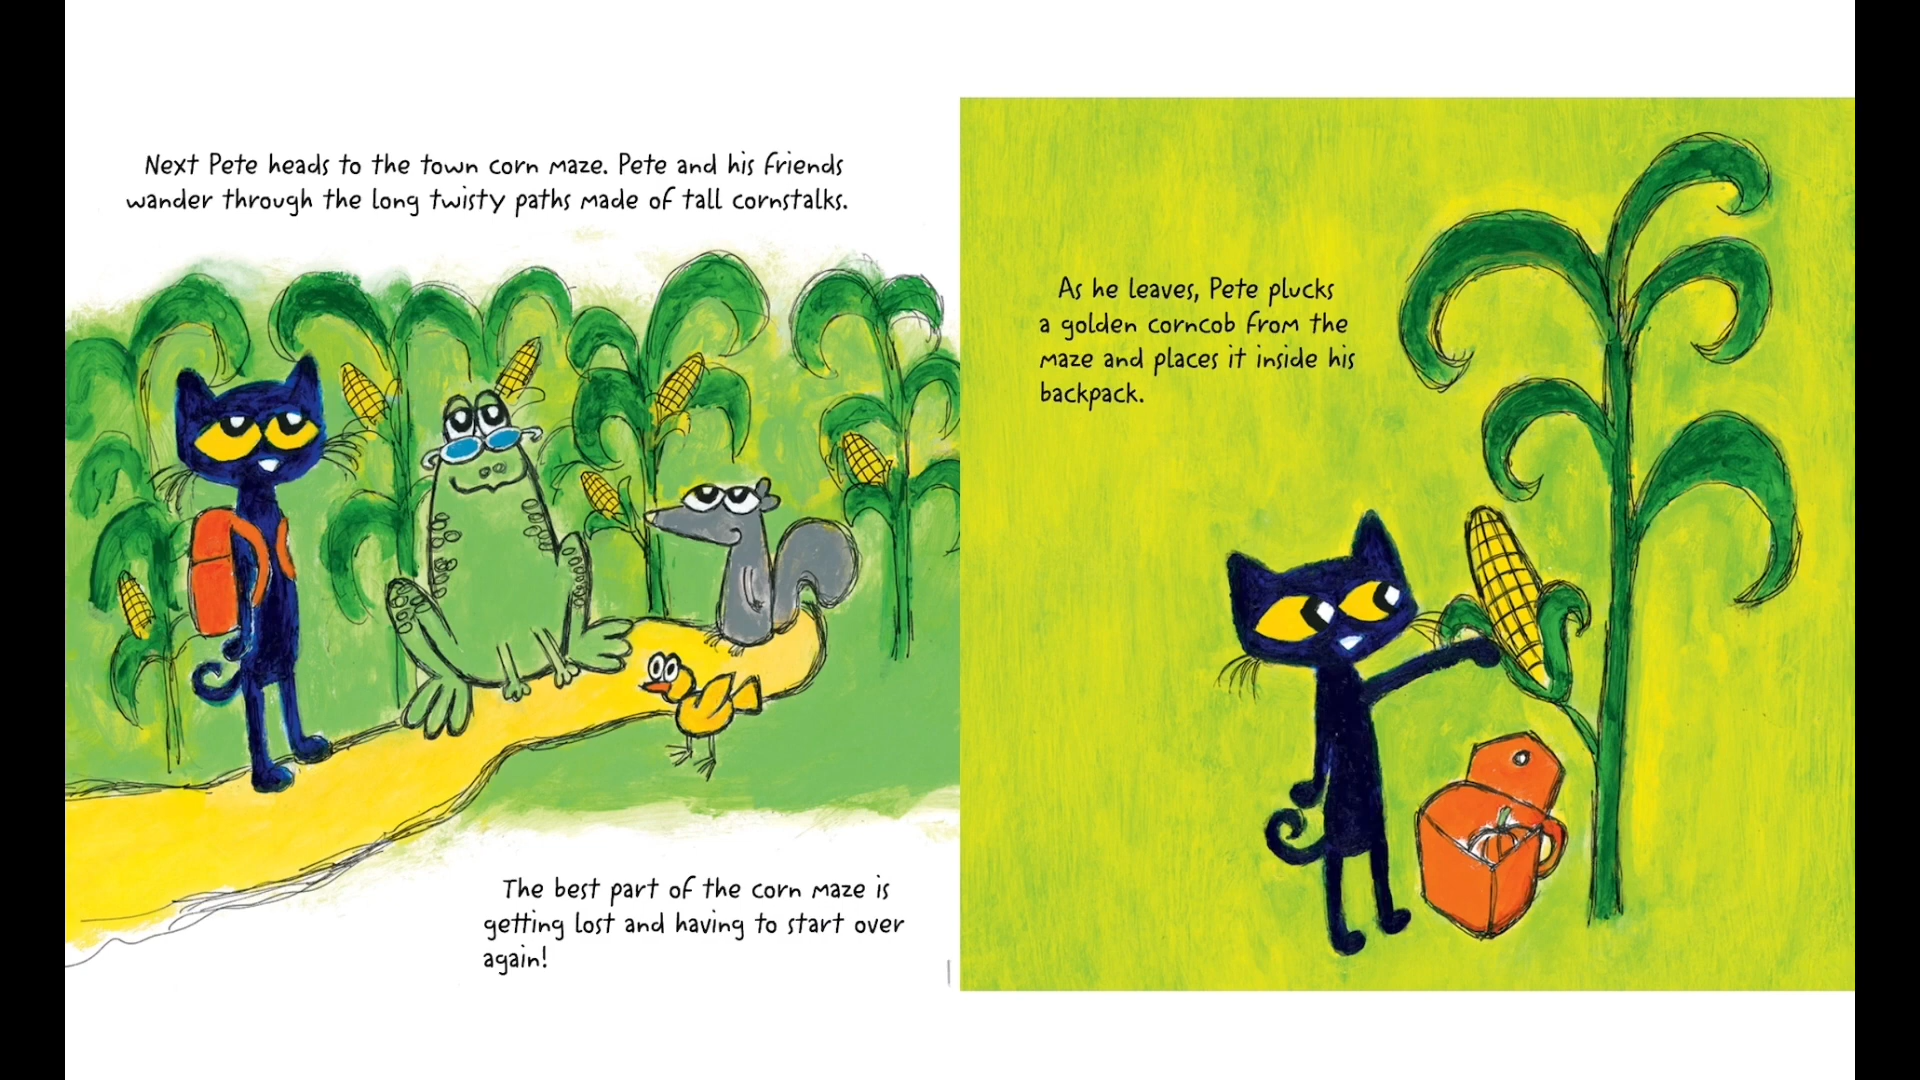 Next Pete heads to the town corn maze. Pete and his friends
wander through the long twisty paths made of tall cornstalks.
The best part of the corn maze is
getting lost and having to start over
again!
As he leaves, Pete plucks
a golden corncob from the
maze and places it inside his
backpack.